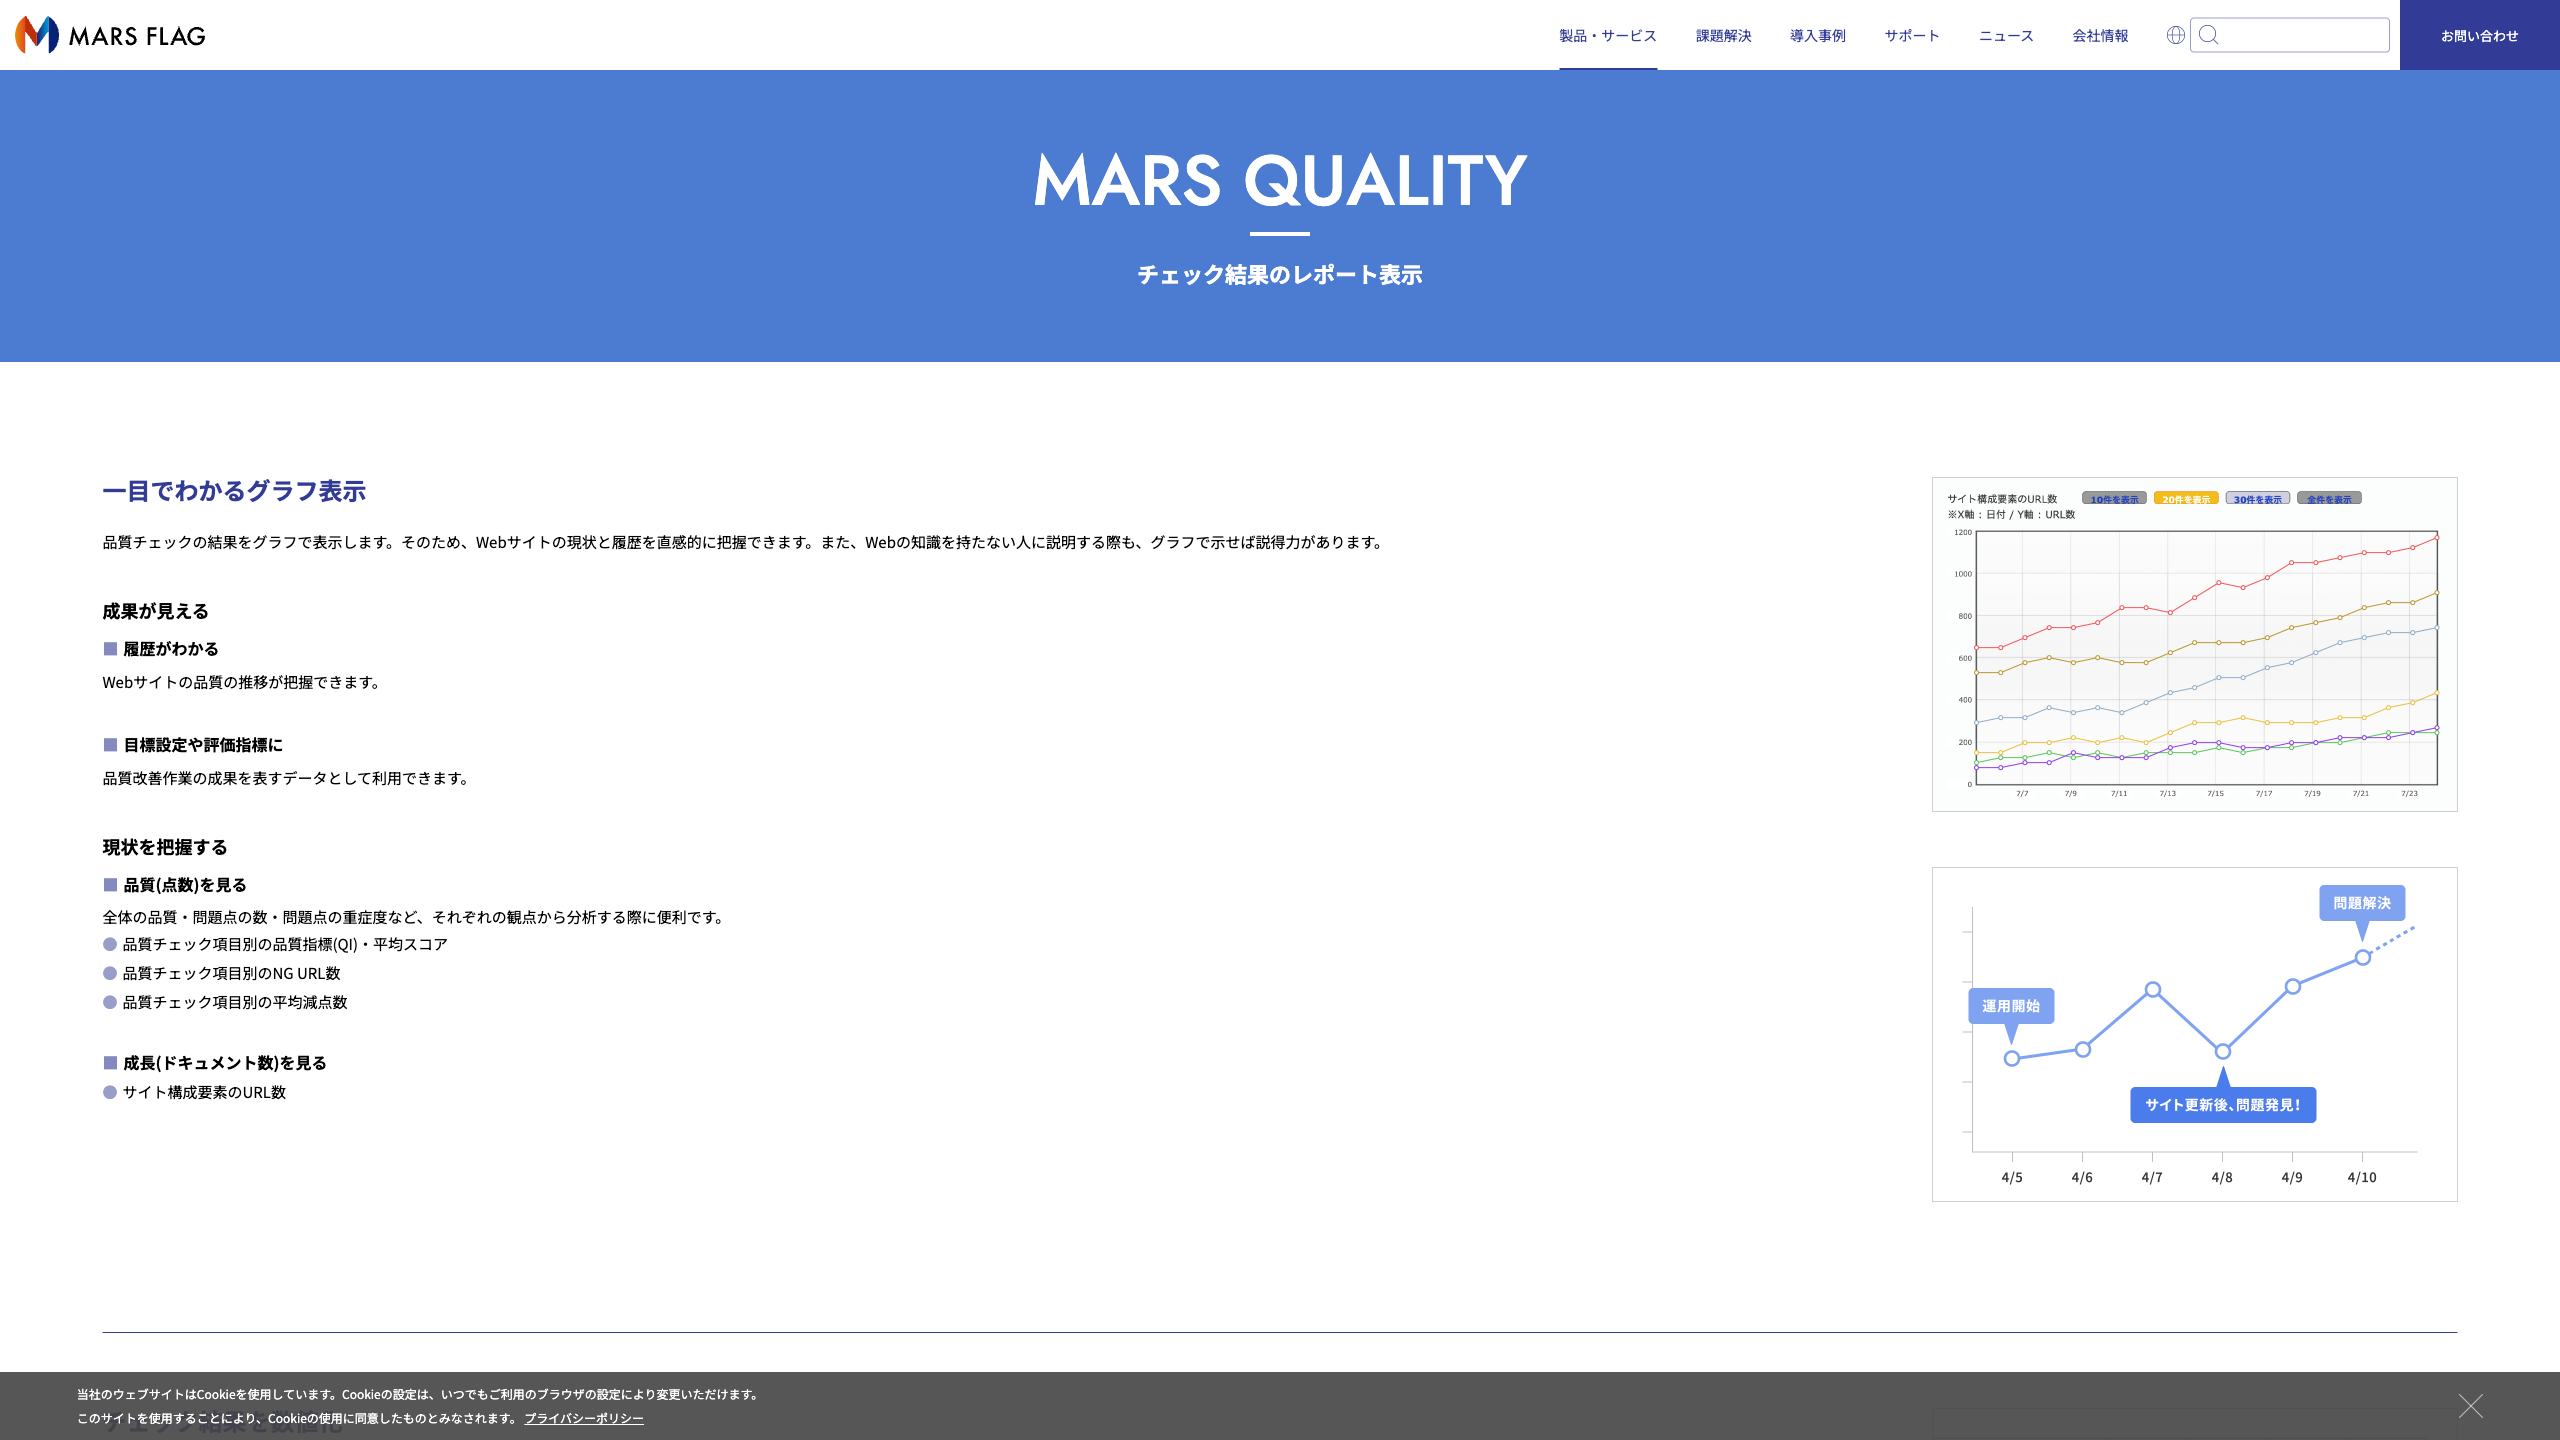 MARS FLAG
製品・サービス
課題解決
導入事例
サポート
ニュース
会社情報
お問い合わせ
MARS QUALITY
チェック結果のレポート表示
一目でわかるグラフ表示
品質チェックの結果をグラフで表示します。そのため、Webサイトの現状と履歴を直感的に把握できます。また、Webの知識を持たない人に説明する際も、グラフで示せば説得力があります。
成果が見える
■ 履歴がわかる
Webサイトの品質の推移が把握できます。
■ 目標設定や評価指標に
品質改善作業の成果を表すデータとして利用できます。
現状を把握する
■ 品質(点数)を見る
全体の品質・問題点の数・問題点の重症度など、それぞれの観点から分析する際に便利です。
● 品質チェック項目別の品質指標(QI)・平均スコア
● 品質チェック項目別のNG URL数
● 品質チェック項目別の平均減点数
■ 成長(ドキュメント数)を見る
● サイト構成要素のURL数
サイト構成要素のURL数 10件を表示 20件を表示 30件を表示 全件を表示
※X軸 : 日付 / Y軸 : URL数
1200
1000
800
600
400
200
0
7/7 7/9 7/11 7/13 7/15 7/17 7/19 7/21 7/23
問題解決
運用開始
サイト更新後、問題発見!
4/5 4/6 4/7 4/8 4/9 4/10
当社のウェブサイトはCookieを使用しています。Cookieの設定は、いつでもご利用のブラウザの設定により変更いただけます。
このサイトを使用することにより、Cookieの使用に同意したものとみなされます。 プライバシーポリシー